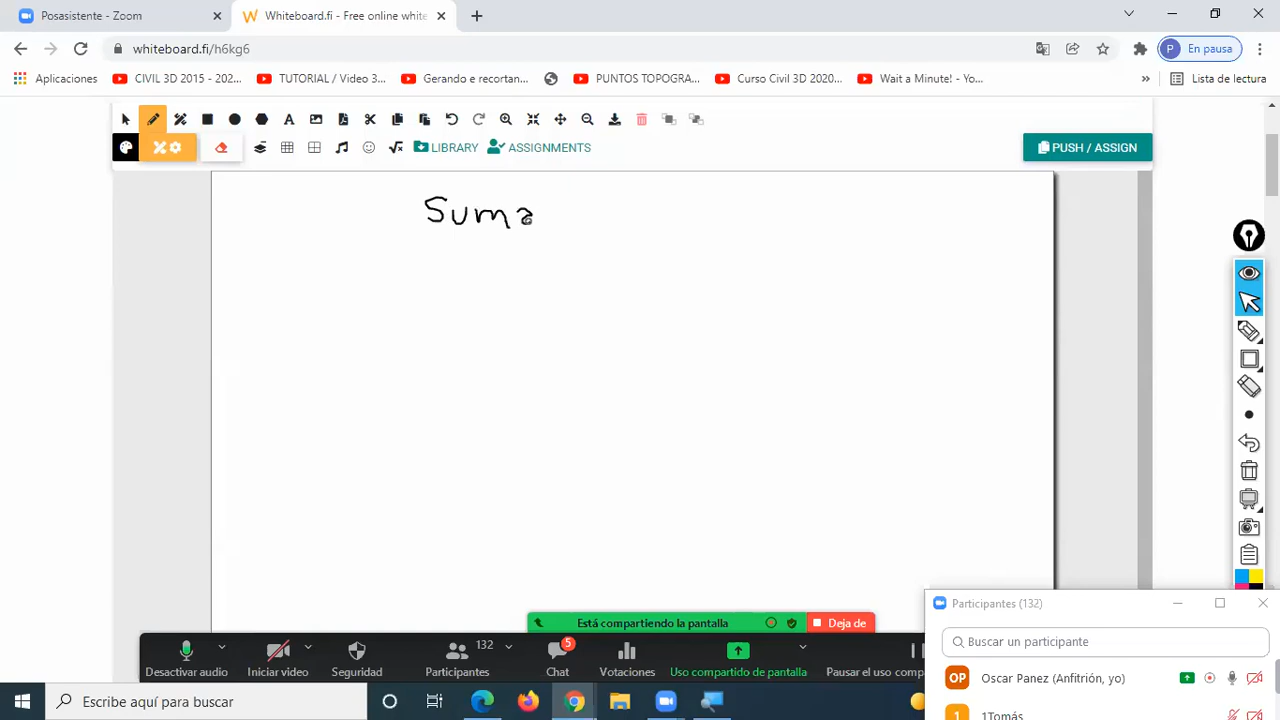 Posasistente - Zoom
Whiteboard.fi - Free online white
whiteboard.fi/h6kg6
P En pausa
Aplicaciones
CIVIL 3D 2015 - 202...
TUTORIAL / Video 3...
Gerando e recortan...
PUNTOS TOPOGRA...
Curso Civil 3D 2020...
Wait a Minute! - Yo...
»
Lista de lectura
LIBRARY
ASSIGNMENTS
PUSH / ASSIGN
Suma
Participantes (132)
Está compartiendo la pantalla
Deja de
Buscar un participante
132
5
Desactivar audio
Iniciar video
Seguridad
Participantes
Chat
Votaciones
Uso compartido de pantalla
Pausar el uso comp
OP Oscar Panez (Anfitrión, yo)
Escribe aquí para buscar
1 1Tomás